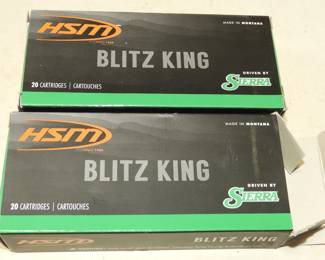 HSM
MADE IN MONTANA
BLITZ KING
20 CARTRIDGES | CARTOUCHES
DRIVEN BY
SIERRA
HSM
MADE IN MONTANA
BLITZ KING
20 CARTRIDGES | CARTOUCHES
DRIVEN BY
SIERRA
HSM
BLITZ KING